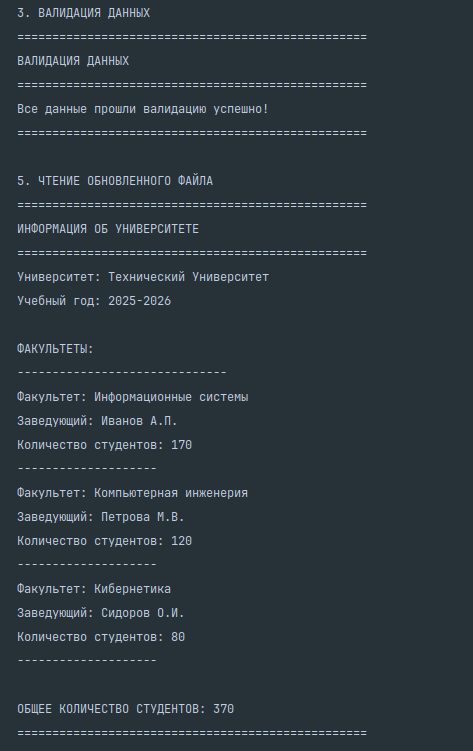 3. ВАЛИДАЦИЯ ДАННЫХ
==================================================
ВАЛИДАЦИЯ ДАННЫХ
==================================================
Все данные прошли валидацию успешно!
==================================================
5. ЧТЕНИЕ ОБНОВЛЕННОГО ФАЙЛА
==================================================
ИНФОРМАЦИЯ ОБ УНИВЕРСИТЕТЕ
==================================================
Университет: Технический Университет
Учебный год: 2025-2026
ФАКУЛЬТЕТЫ:
------------------------------
Факультет: Информационные системы
Заведующий: Иванов А.П.
Количество студентов: 170
--------------------
Факультет: Компьютерная инженерия
Заведующий: Петрова М.В.
Количество студентов: 120
--------------------
Факультет: Кибернетика
Заведующий: Сидоров О.И.
Количество студентов: 80
--------------------
ОБЩЕЕ КОЛИЧЕСТВО СТУДЕНТОВ: 370
==================================================